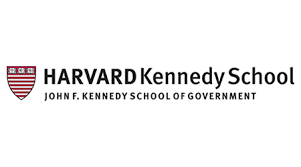 HARVARD Kennedy School
JOHN F. KENNEDY SCHOOL OF GOVERNMENT